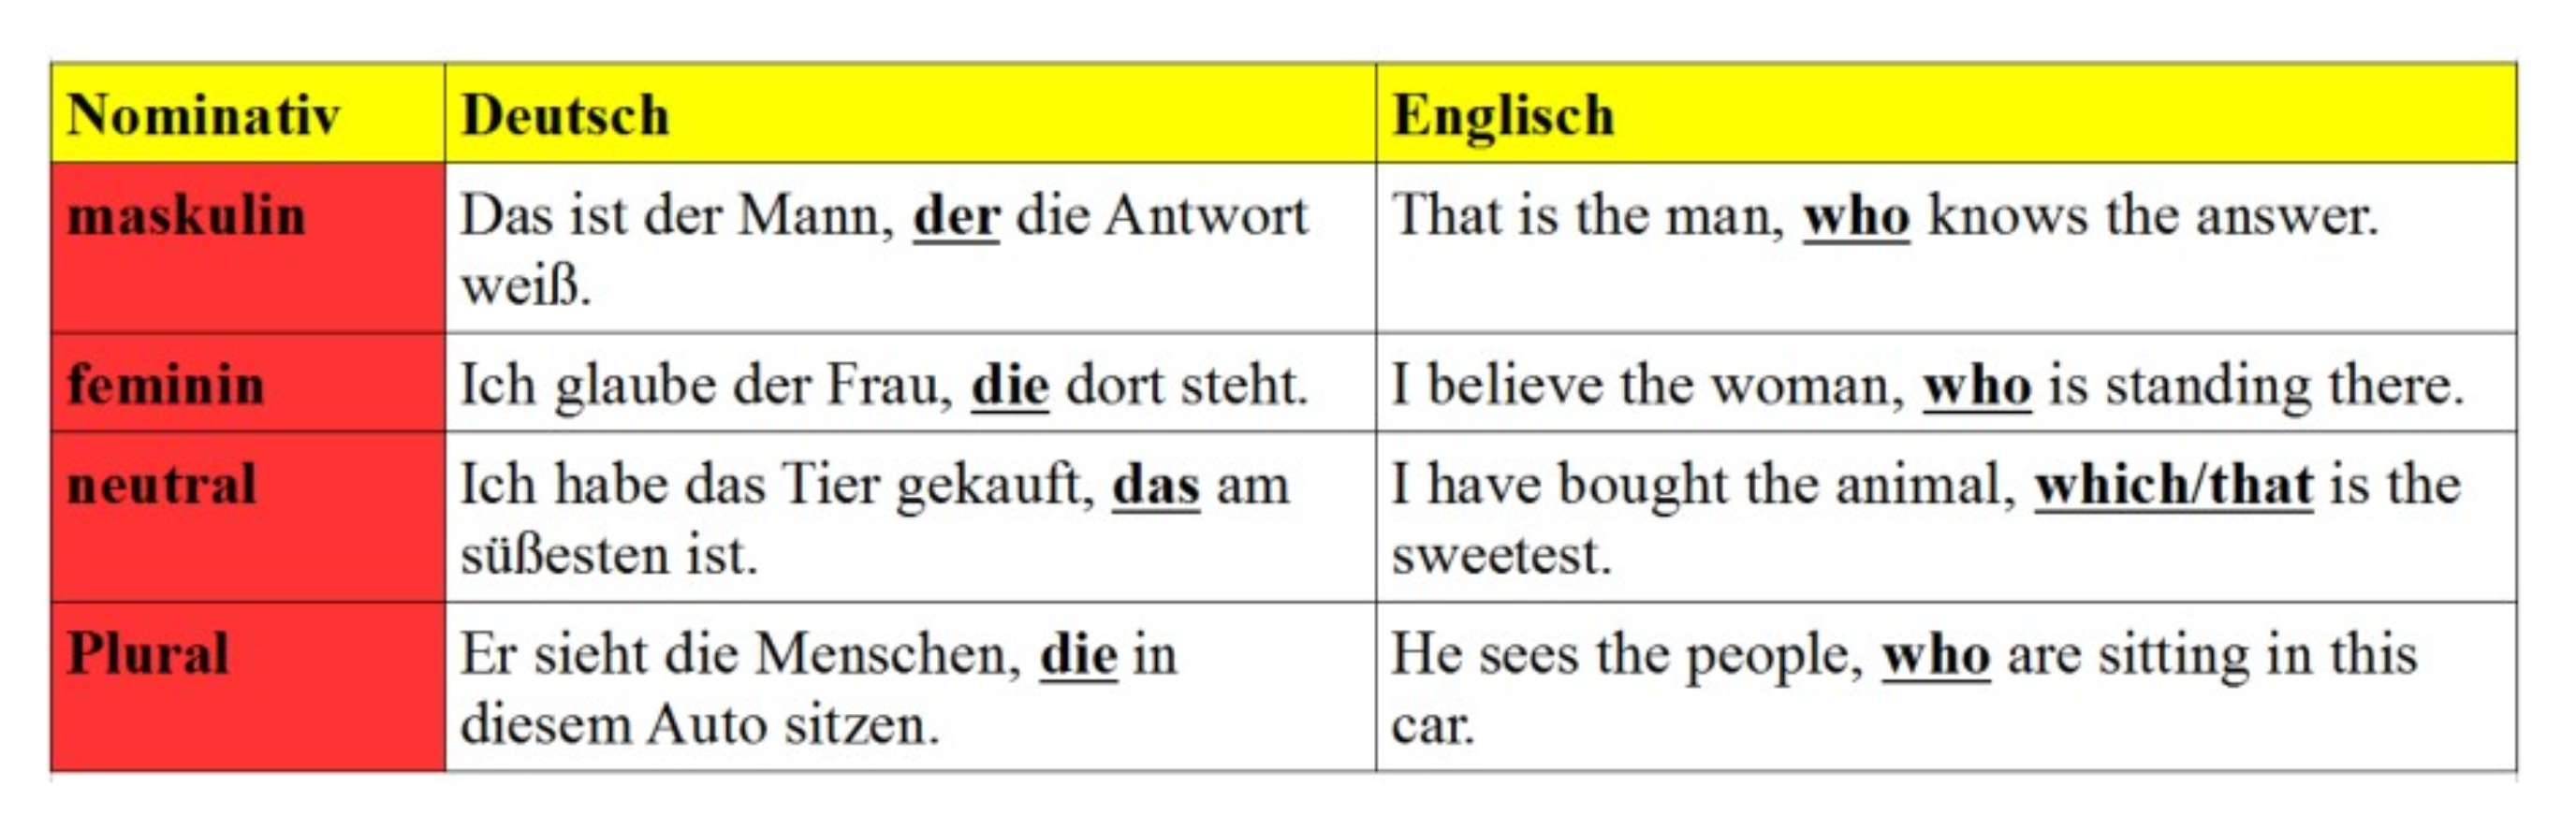 Nominativ Deutsch Englisch
maskulin Das ist der Mann, der die Antwort That is the man, who knows the answer.
weiß.
feminin Ich glaube der Frau, die dort steht. I believe the woman, who is standing there.
neutral Ich habe das Tier gekauft, das am I have bought the animal, which/that is the
süßesten ist. sweetest.
Plural Er sieht die Menschen, die in He sees the people, who are sitting in this
diesem Auto sitzen. car.